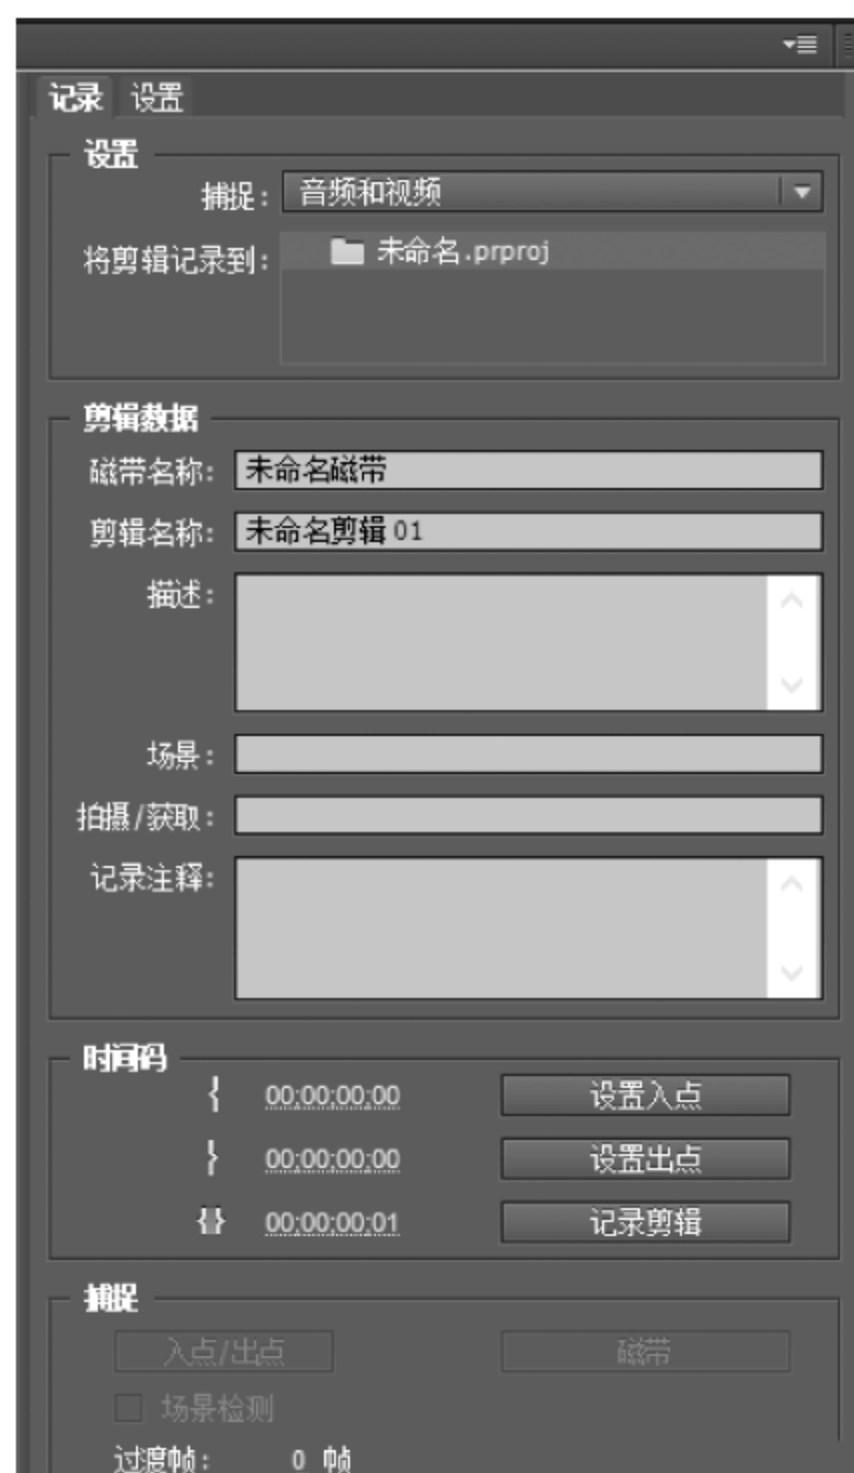 记录 设置
设置
捕捉: 音频和视频
将剪辑记录到: 未命名.prproj
剪辑数据
磁带名称: 未命名磁带
剪辑名称: 未命名剪辑 01
描述:
场景:
拍摄/获取:
记录注释:
时间码
{ 00;00;00;00 设置入点
} 00;00;00;00 设置出点
{} 00;00;00;01 记录剪辑
捕捉
入点/出点 磁带
场景检测
过渡帧: 0 帧